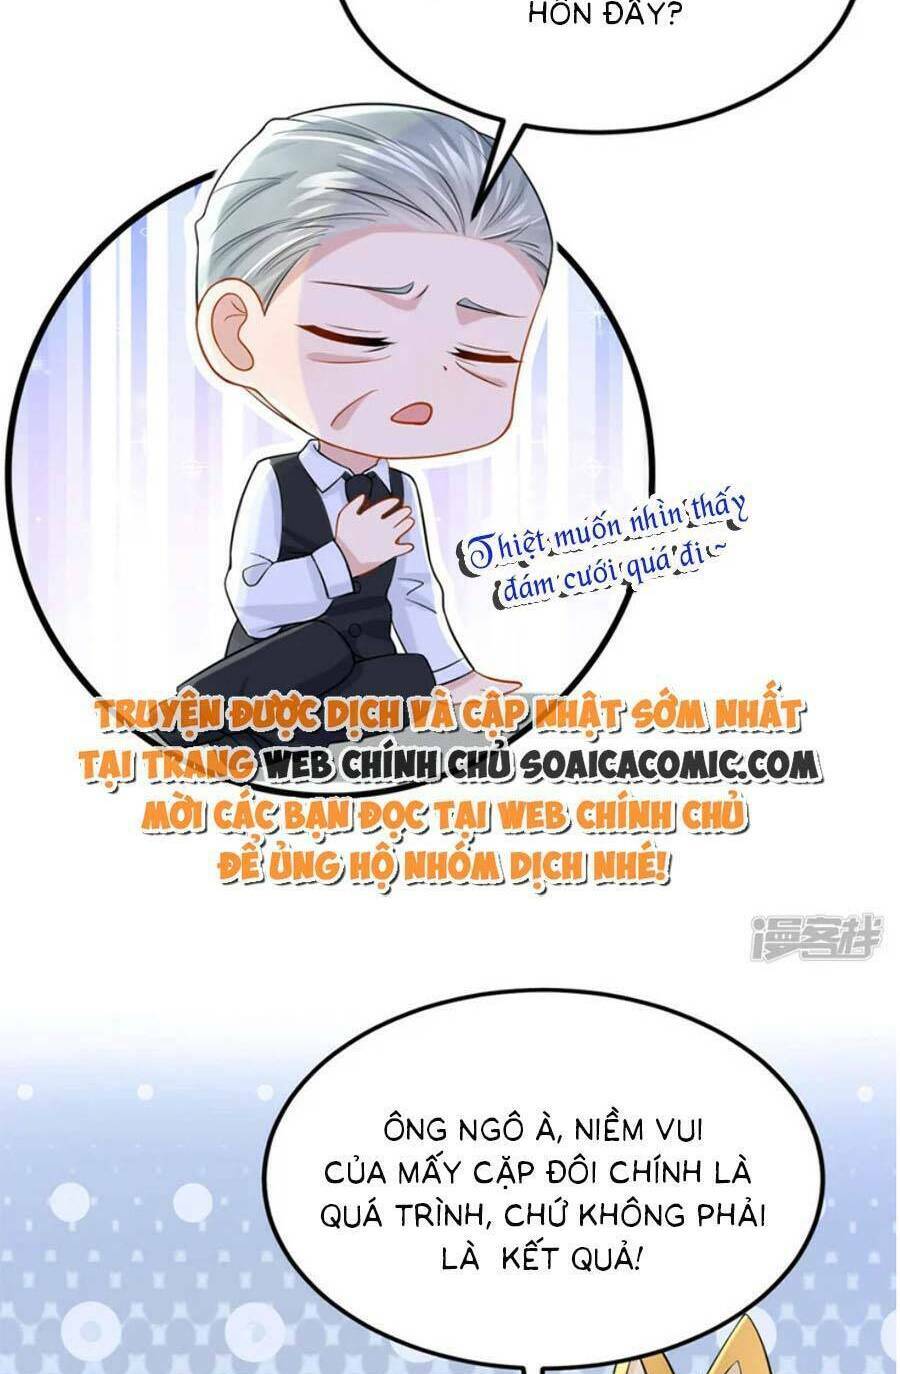 HÔN ĐÂY?
Thiệt muốn nhìn thấy
đám cưới quá đi ~
TRUYỆN ĐƯỢC DỊCH VÀ CẬP NHẬT SỚM NHẤT
TẠI TRANG WEB CHÍNH CHỦ SOAICACOMIC.COM
MỜI CÁC BẠN ĐỌC TẠI WEB CHÍNH CHỦ
ĐỂ ỦNG HỘ NHÓM DỊCH NHÉ!
漫客栈
ÔNG NGÔ À, NIỀM VUI
CỦA MẤY CẶP ĐÔI CHÍNH LÀ
QUÁ TRÌNH, CHỨ KHÔNG PHẢI
LÀ KẾT QUẢ!